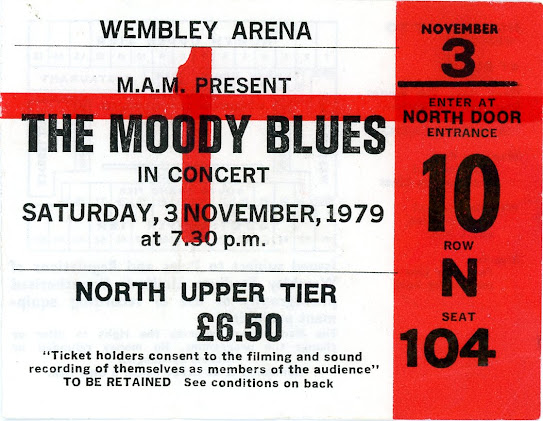 WEMBLEY ARENA
M.A.M. PRESENT
1
THE MOODY BLUES
IN CONCERT
SATURDAY, 3 NOVEMBER, 1979
at 7.30 p.m.
NORTH UPPER TIER
£6.50
"Ticket holders consent to the filming and sound
recording of themselves as members of the audience"
TO BE RETAINED See conditions on back
NOVEMBER
3
ENTER AT
NORTH DOOR
ENTRANCE
10
ROW
N
SEAT
104